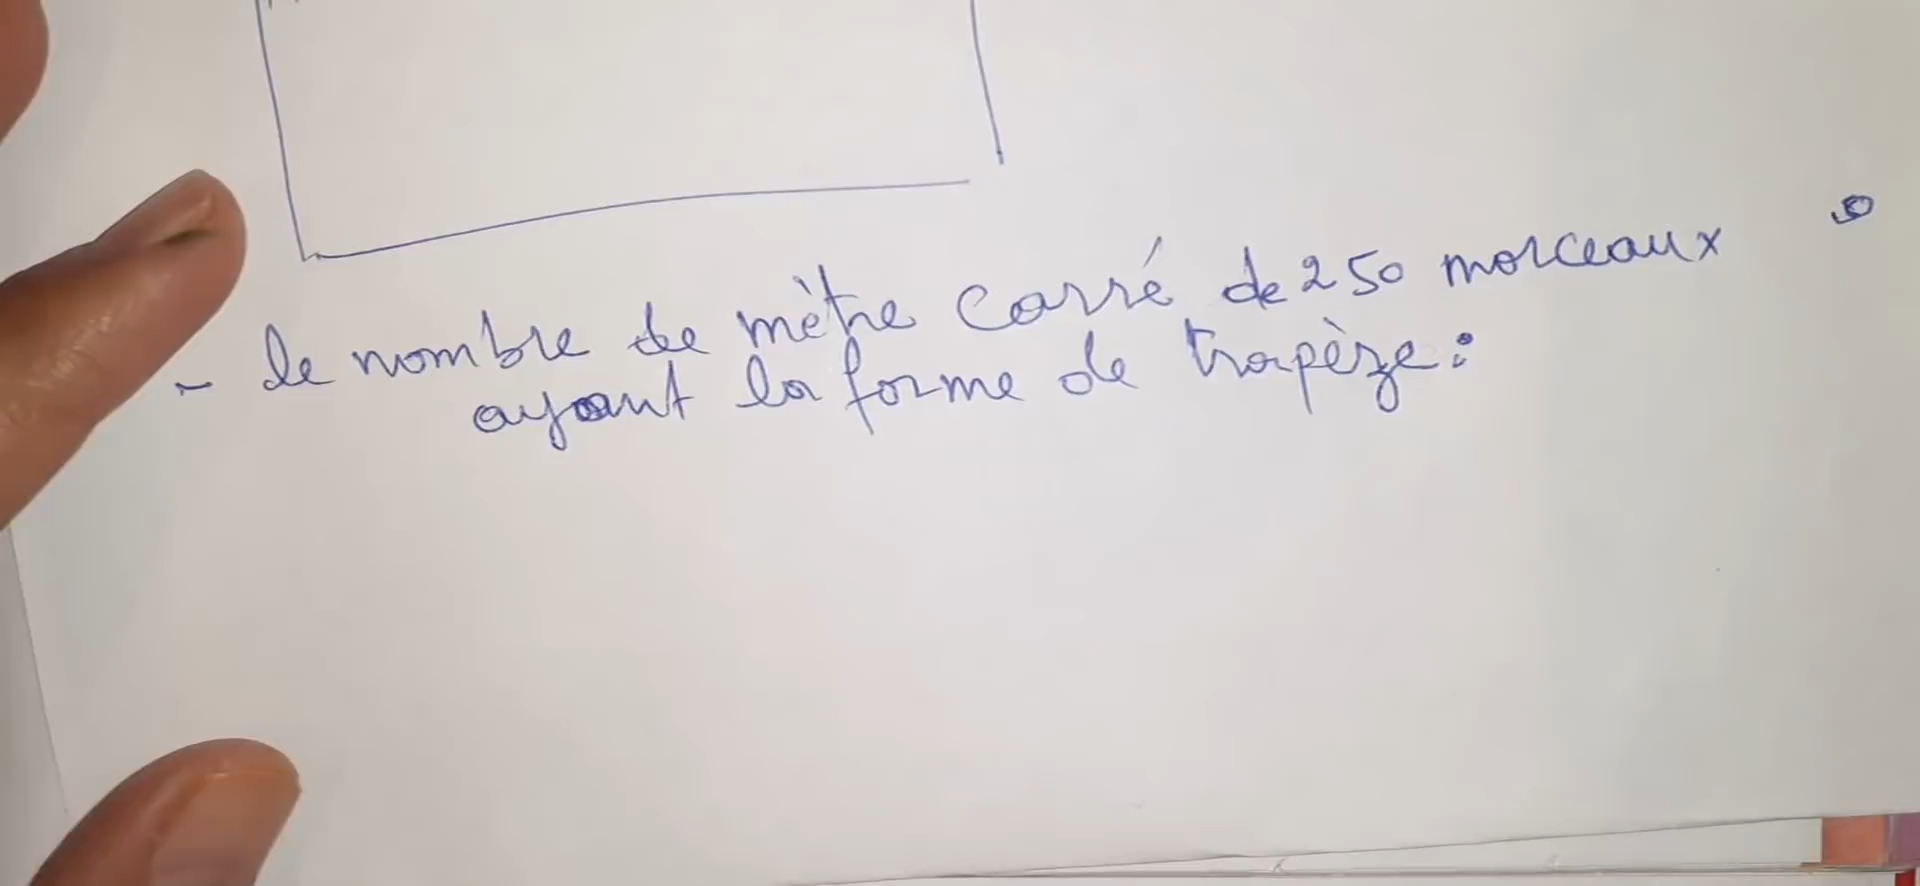 - le nombre de mètre carré de 250 morceaux
ayant la forme de trapèze :